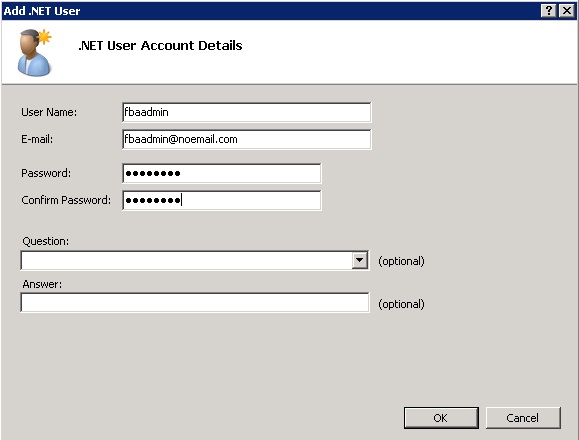 Add .NET User
.NET User Account Details
User Name: fbaadmin
E-mail: fbaadmin@noemail.com
Password: ●●●●●●●●
Confirm Password: ●●●●●●●●
Question:
(optional)
Answer:
(optional)
OK Cancel